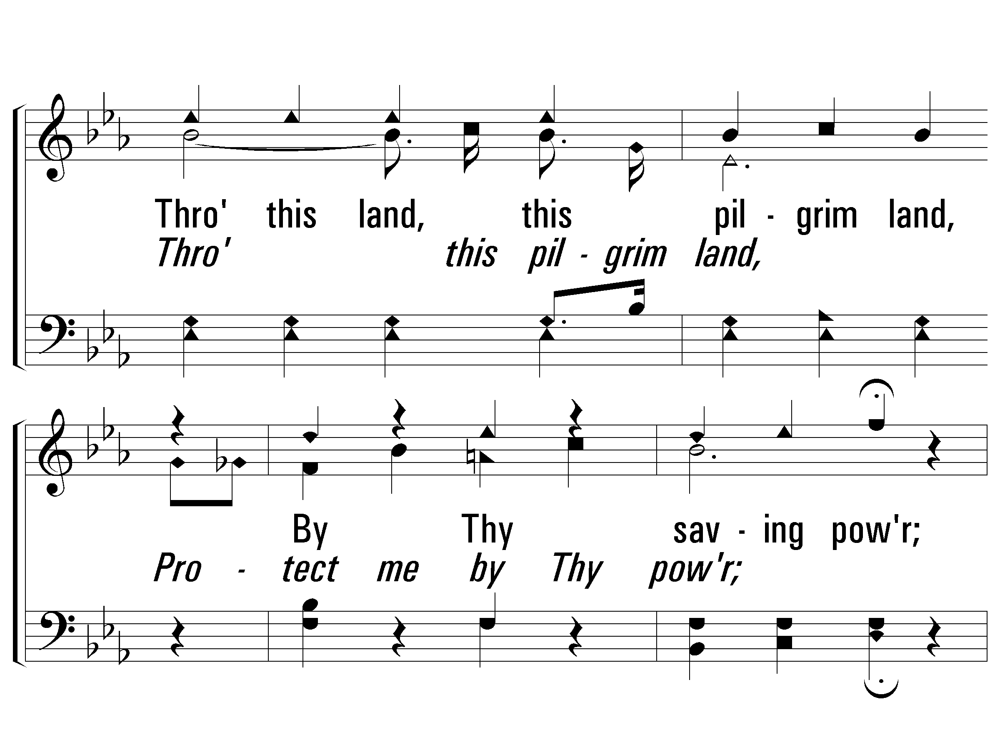 Thro' this land, this pil - grim land,
Thro' this pil - grim land,
By Thy sav - ing pow'r;
Pro - tect me by Thy pow'r;